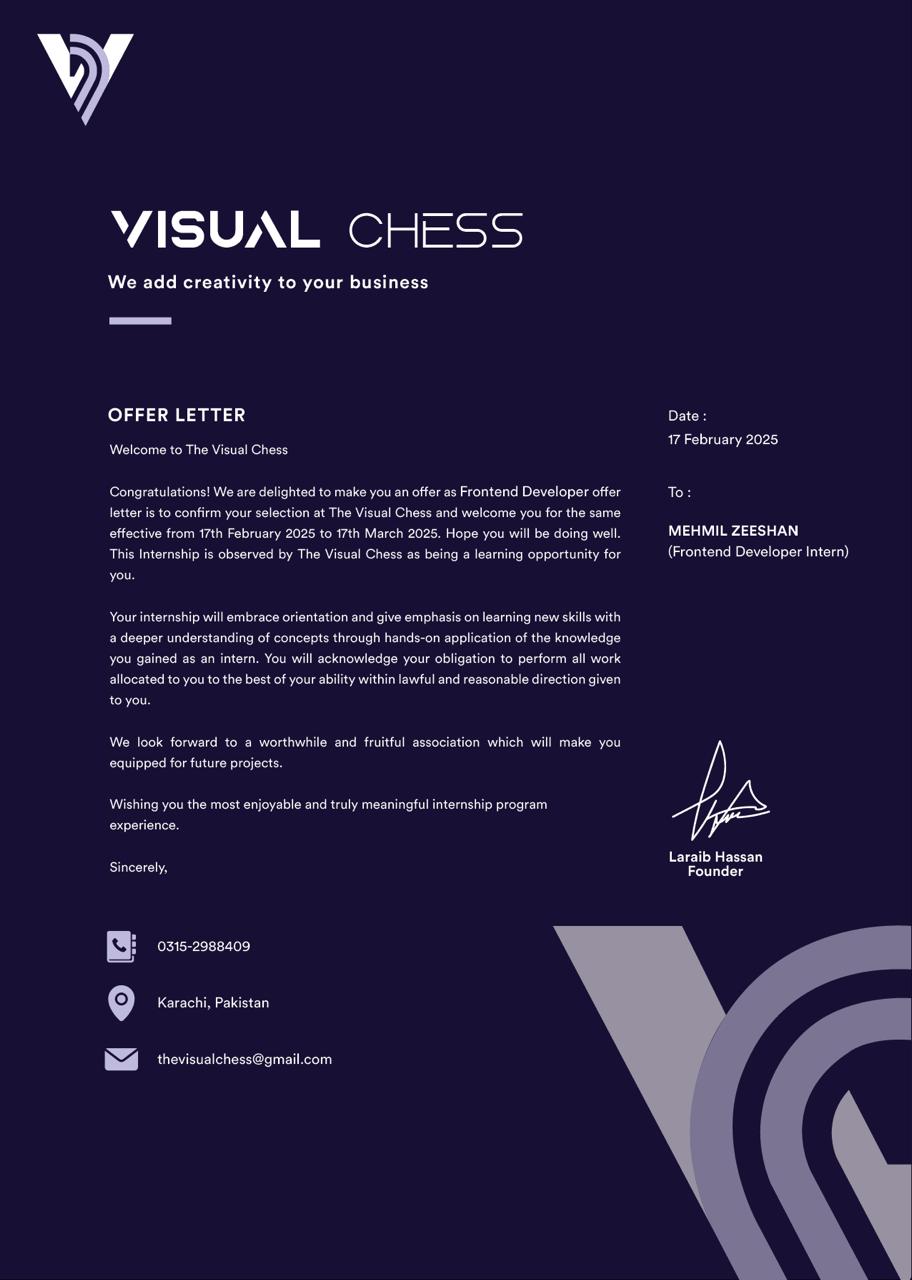 VISUAL CHESS
We add creativity to your business
OFFER LETTER
Welcome to The Visual Chess
Congratulations! We are delighted to make you an offer as Frontend Developer offer
letter is to confirm your selection at The Visual Chess and welcome you for the same
effective from 17th February 2025 to 17th March 2025. Hope you will be doing well.
This Internship is observed by The Visual Chess as being a learning opportunity for
you.
Your internship will embrace orientation and give emphasis on learning new skills with
a deeper understanding of concepts through hands-on application of the knowledge
you gained as an intern. You will acknowledge your obligation to perform all work
allocated to you to the best of your ability within lawful and reasonable direction given
to you.
We look forward to a worthwhile and fruitful association which will make you
equipped for future projects.
Wishing you the most enjoyable and truly meaningful internship program
experience.
Sincerely,
Date :
17 February 2025
To :
MEHMIL ZEESHAN
(Frontend Developer Intern)
Laraib Hassan
Founder
0315-2988409
Karachi, Pakistan
thevisualchess@gmail.com